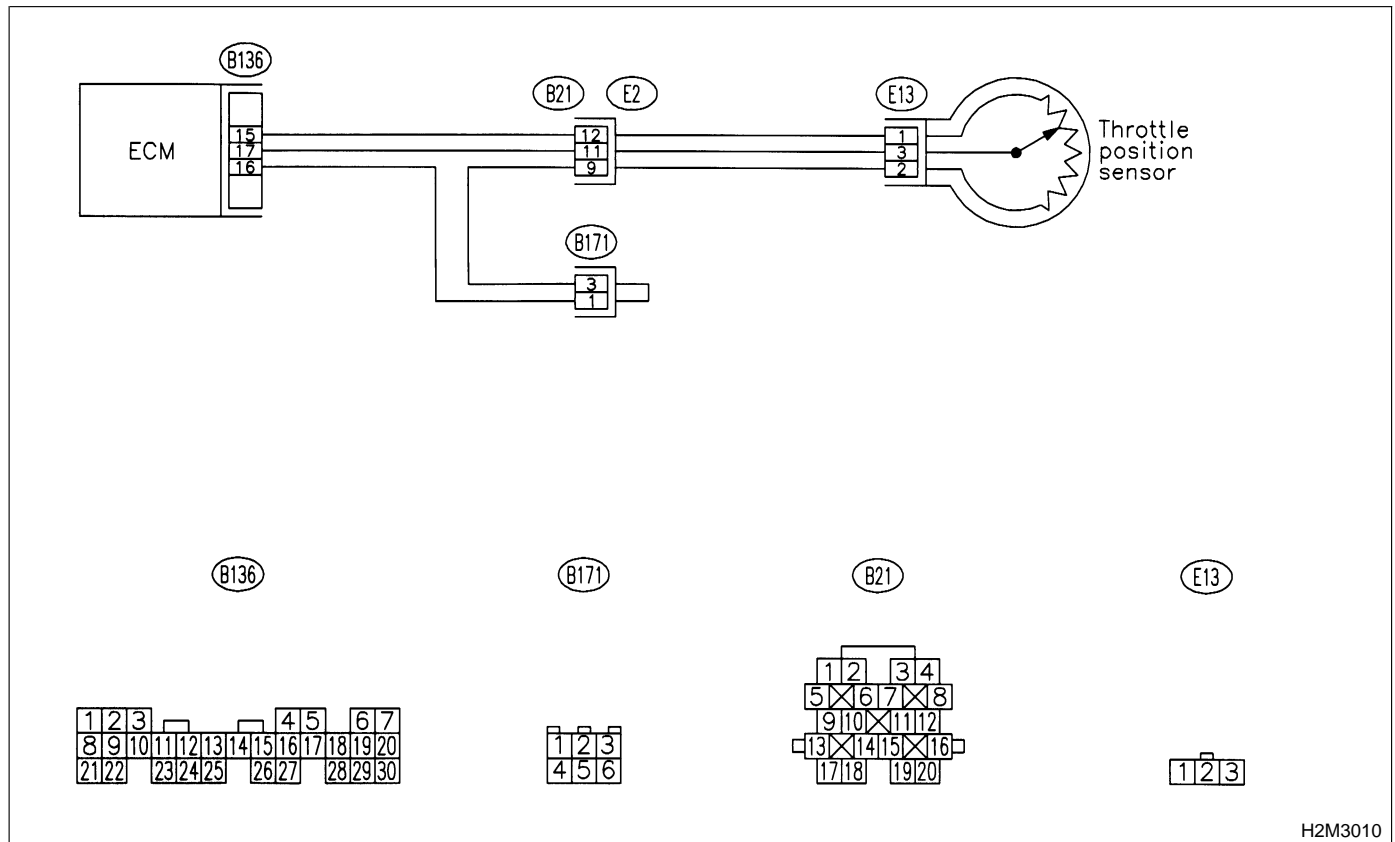 B136
B21 E2 E13
ECM
15 12 1
17 11 3
16 9 2
Throttle
position
sensor
B171
3
1
B136 B171 B21 E13
1 2 3 4
1 2 3 4 5 6 7
5 6 7 8
8 9 10 11 12 13 14 15 16 17 18 19 20
9 10 11 12
21 22 23 24 25 26 27 28 29 30
1 2 3
4 5 6
13 14 15 16
17 18 19 20
1 2 3
H2M3010